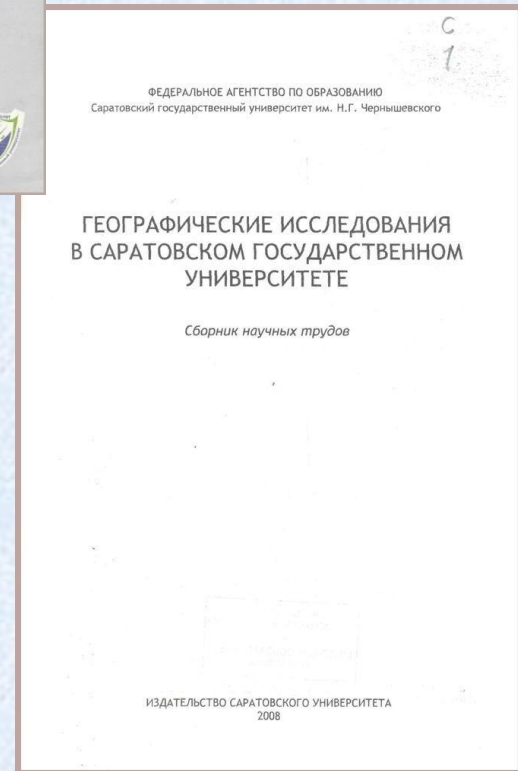 С
1
ФЕДЕРАЛЬНОЕ АГЕНТСТВО ПО ОБРАЗОВАНИЮ
Саратовский государственный университет им. Н.Г. Чернышевского
ГЕОГРАФИЧЕСКИЕ ИССЛЕДОВАНИЯ
В САРАТОВСКОМ ГОСУДАРСТВЕННОМ
УНИВЕРСИТЕТЕ
Сборник научных трудов
ИЗДАТЕЛЬСТВО САРАТОВСКОГО УНИВЕРСИТЕТА
2008